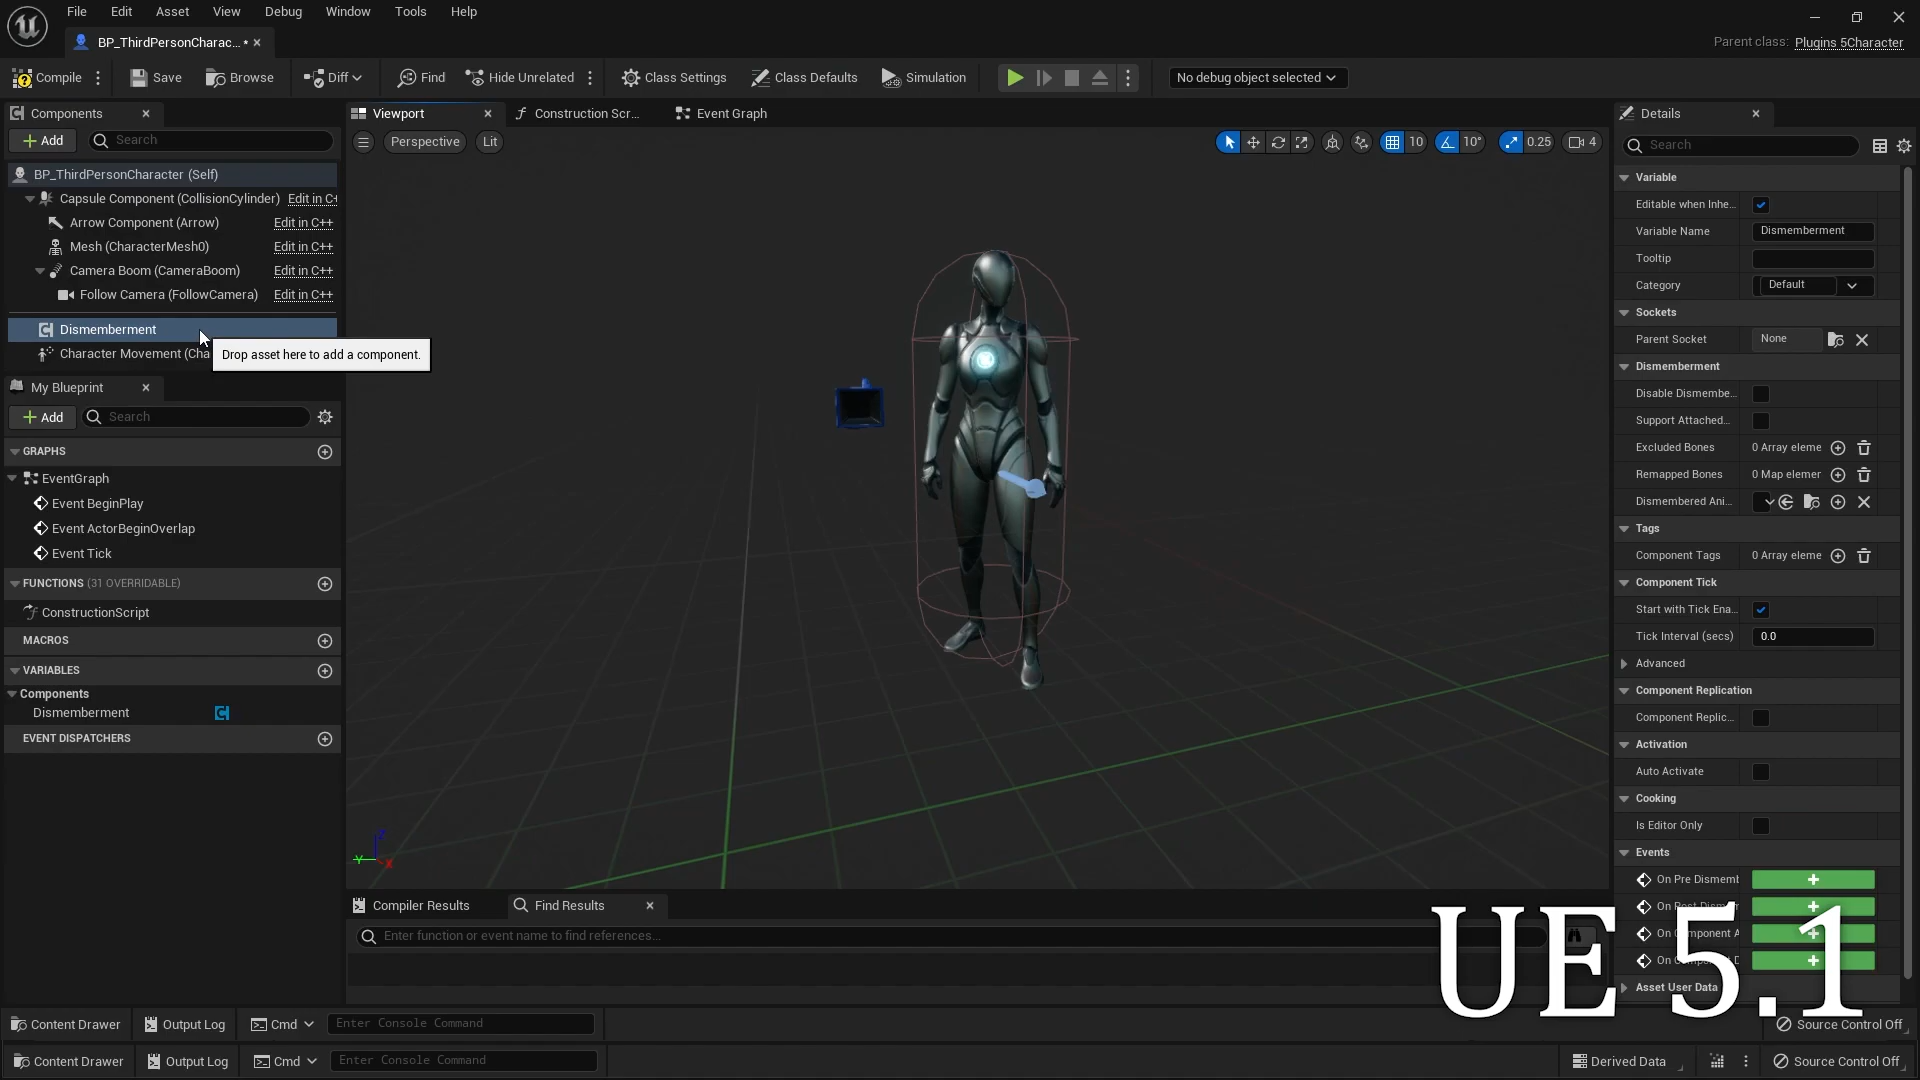 File Edit Asset View Debug Window Tools Help
BP_ThirdPersonCharac... •
Parent class: Plugins 5Character
Compile Save Browse Diff Find Hide Unrelated Class Settings Class Defaults Simulation No debug object selected
Components
Add Search
BP_ThirdPersonCharacter (Self)
Capsule Component (CollisionCylinder) Edit in C+
Arrow Component (Arrow) Edit in C++
Mesh (CharacterMesh0) Edit in C++
Camera Boom (CameraBoom) Edit in C++
Follow Camera (FollowCamera) Edit in C++
Dismemberment
Character Movement (Cha
Drop asset here to add a component.
My Blueprint
Add Search
GRAPHS
EventGraph
Event BeginPlay
Event ActorBeginOverlap
Event Tick
FUNCTIONS (31 OVERRIDABLE)
ConstructionScript
MACROS
VARIABLES
Components
Dismemberment
EVENT DISPATCHERS
Viewport Construction Scr... Event Graph
Perspective Lit 10 10° 0.25 4
Z
Y X
Compiler Results Find Results
Enter function or event name to find references...
Details
Search
Variable
Editable when Inhe...
Variable Name Dismemberment
Tooltip
Category Default
Sockets
Parent Socket None
Dismemberment
Disable Dismembe...
Support Attached...
Excluded Bones 0 Array eleme
Remapped Bones 0 Map elemer
Dismembered Ani...
Tags
Component Tags 0 Array eleme
Component Tick
Start with Tick Ena...
Tick Interval (secs) 0.0
Advanced
Component Replication
Component Replic...
Activation
Auto Activate
Cooking
Is Editor Only
Events
On Pre Dismemb
On Post Dismem
On Component A
On Component D
Asset User Data
UE 5.1
Content Drawer Output Log Cmd Enter Console Command Source Control Off
Content Drawer Output Log Cmd Enter Console Command Derived Data Source Control Off